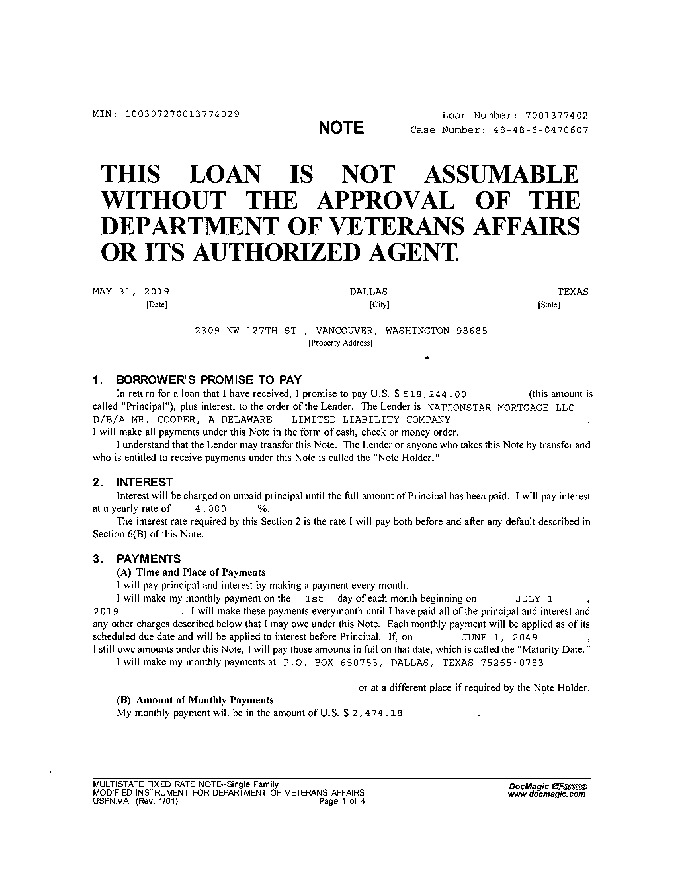 MIN: 100397270013774029
Loan Number: 7001377402
NOTE
Case Number: 48-48-6-0470607
THIS LOAN IS NOT ASSUMABLE
WITHOUT THE APPROVAL OF THE
DEPARTMENT OF VETERANS AFFAIRS
OR ITS AUTHORIZED AGENT.
MAY 31, 2019 DALLAS TEXAS
[Date] [City] [State]
2309 NW 127TH ST , VANCOUVER, WASHINGTON 98685
[Property Address]
1. BORROWER'S PROMISE TO PAY
In return for a loan that I have received, I promise to pay U.S. $ 518,244.00 (this amount is
called "Principal"), plus interest, to the order of the Lender. The Lender is NATIONSTAR MORTGAGE LLC
D/B/A MR. COOPER, A DELAWARE LIMITED LIABILITY COMPANY .
I will make all payments under this Note in the form of cash, check or money order.
I understand that the Lender may transfer this Note. The Lender or anyone who takes this Note by transfer and
who is entitled to receive payments under this Note is called the "Note Holder."
2. INTEREST
Interest will be charged on unpaid principal until the full amount of Principal has been paid. I will pay interest
at a yearly rate of 4.000 %.
The interest rate required by this Section 2 is the rate I will pay both before and after any default described in
Section 6(B) of this Note.
3. PAYMENTS
(A) Time and Place of Payments
I will pay principal and interest by making a payment every month.
I will make my monthly payment on the 1st day of each month beginning on JULY 1 ,
2019 . I will make these payments every month until I have paid all of the principal and interest and
any other charges described below that I may owe under this Note. Each monthly payment will be applied as of its
scheduled due date and will be applied to interest before Principal. If, on JUNE 1, 2049 ,
I still owe amounts under this Note, I will pay those amounts in full on that date, which is called the "Maturity Date."
I will make my monthly payments at P.O. BOX 650783, DALLAS, TEXAS 75265-0783
or at a different place if required by the Note Holder.
(B) Amount of Monthly Payments
My monthly payment will be in the amount of U.S. $ 2,474.18 .
MULTISTATE FIXED RATE NOTE--Single Family
MODIFIED INSTRUMENT FOR DEPARTMENT OF VETERANS AFFAIRS
USFN.VA (Rev. 1/01) Page 1 of 4
DocMagic
www.docmagic.com